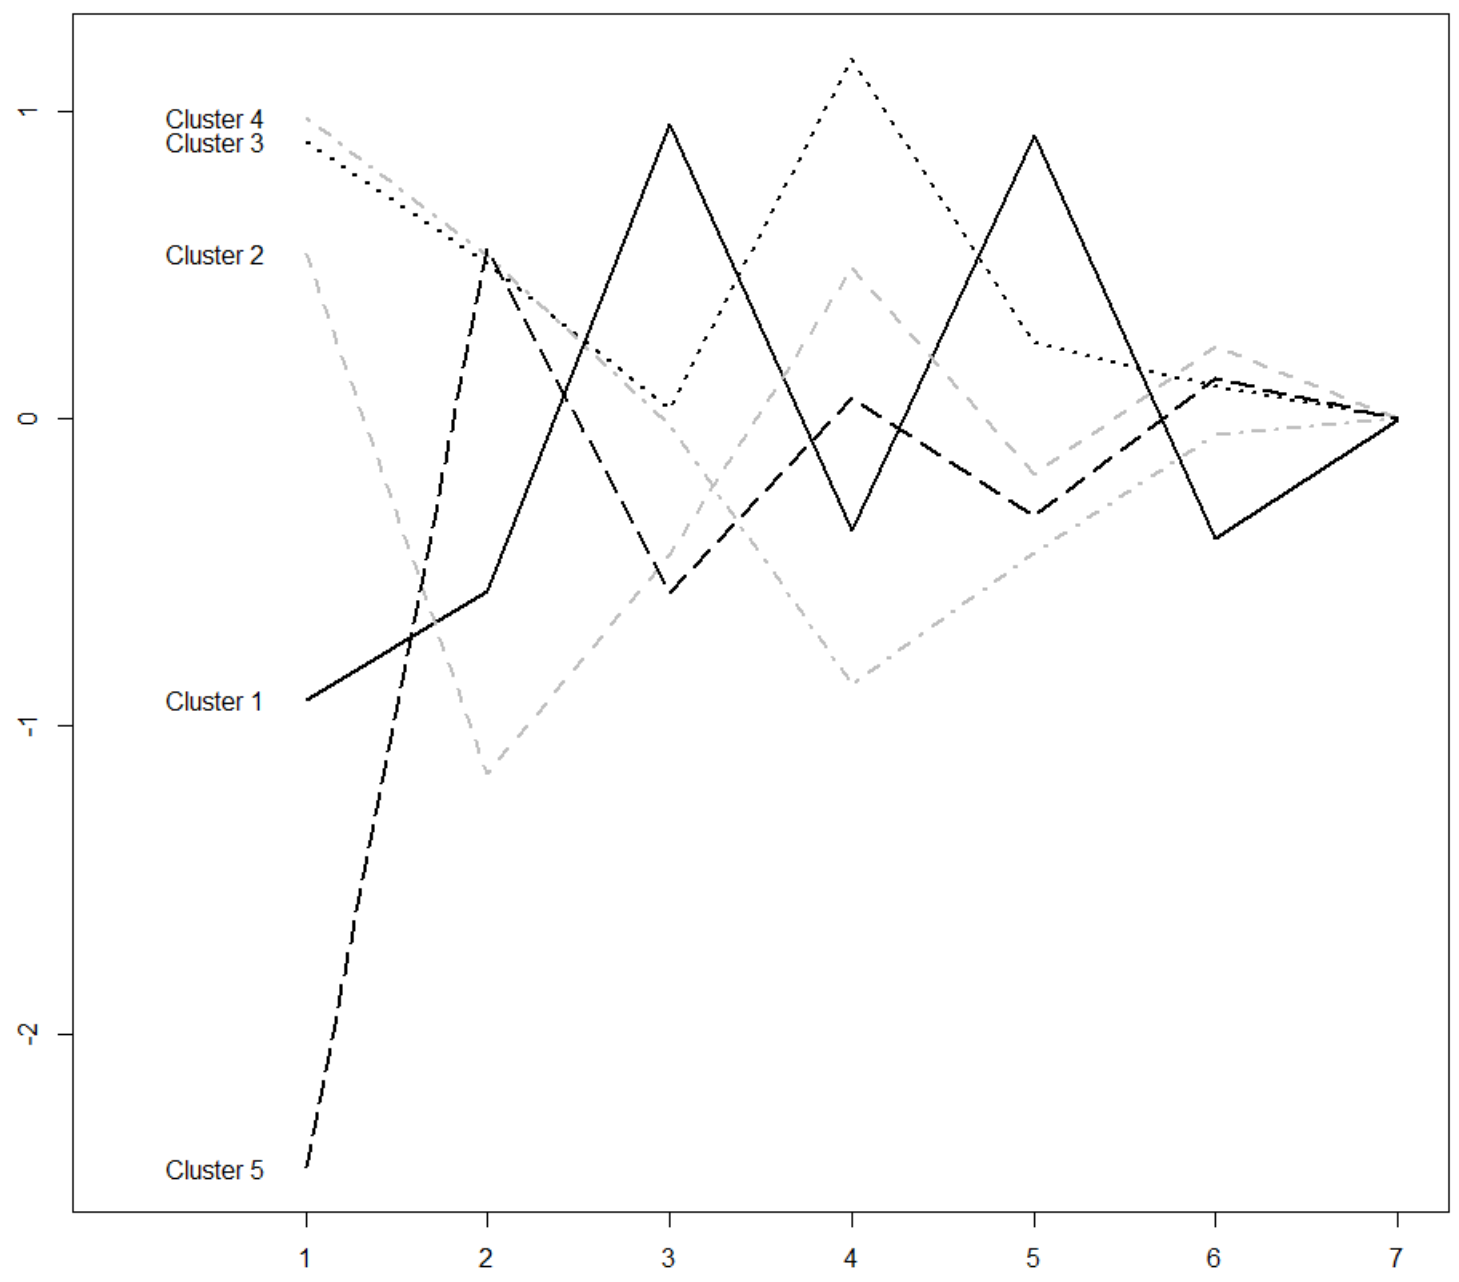 1
Cluster 4
Cluster 3
Cluster 2
0
Cluster 1
-1
-2
Cluster 5
1 2 3 4 5 6 7